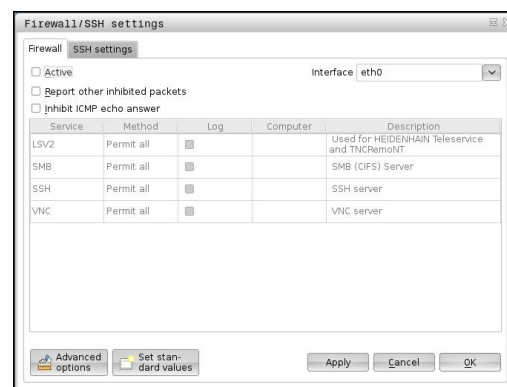 Firewall/SSH settings
Firewall SSH settings
Active Interface eth0
Report other inhibited packets
Inhibit ICMP echo answer
Service Method Log Computer Description
LSV2 Permit all Used for HEIDENHAIN Teleservice
and TNCRemoNT
SMB Permit all SMB (CIFS) Server
SSH Permit all SSH server
VNC Permit all VNC server
Advanced
options
Set stan-
dard values
Apply Cancel OK